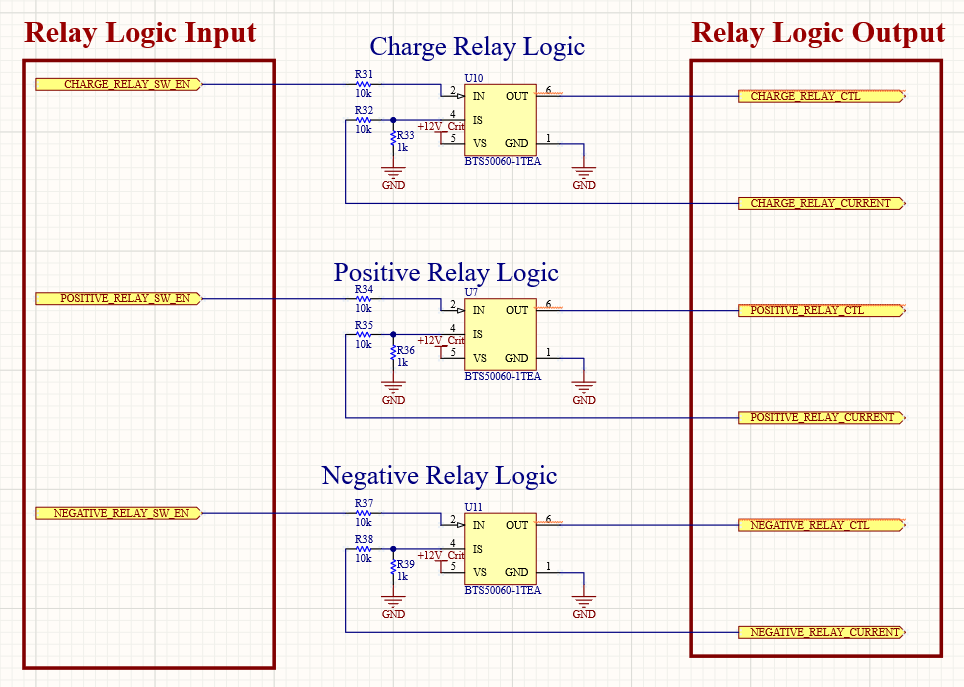 Relay Logic Input
Relay Logic Output
Charge Relay Logic
CHARGE_RELAY_SW_EN
R31
10k
R32
10k
R33
1k
GND
+12V_Crit
U10
2 IN OUT 6
4 IS
5 VS GND 1
BTS50060-1TEA
GND
CHARGE_RELAY_CTL
CHARGE_RELAY_CURRENT
Positive Relay Logic
POSITIVE_RELAY_SW_EN
R34
10k
R35
10k
R36
1k
GND
+12V_Crit
U7
2 IN OUT 6
4 IS
5 VS GND 1
BTS50060-1TEA
GND
POSITIVE_RELAY_CTL
POSITIVE_RELAY_CURRENT
Negative Relay Logic
NEGATIVE_RELAY_SW_EN
R37
10k
R38
10k
R39
1k
GND
+12V_Crit
U11
2 IN OUT 6
4 IS
5 VS GND 1
BTS50060-1TEA
GND
NEGATIVE_RELAY_CTL
NEGATIVE_RELAY_CURRENT